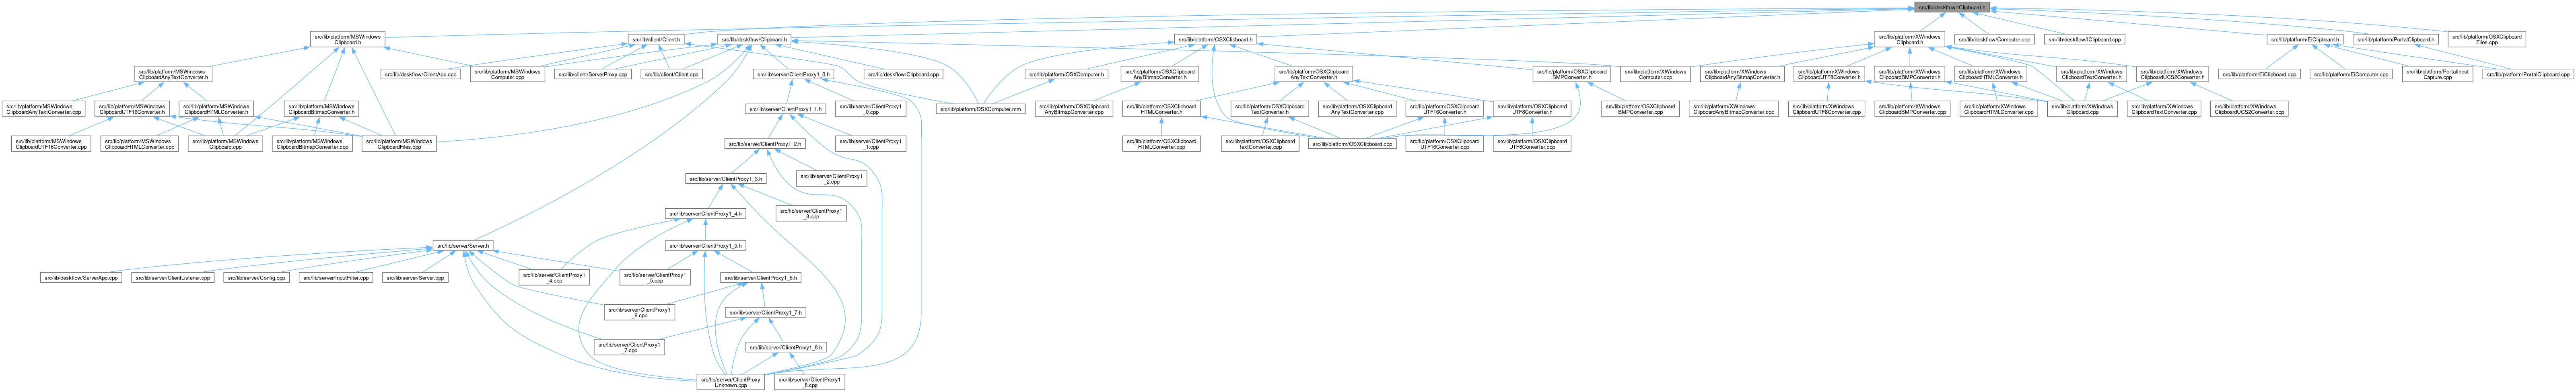 src/lib/deskflow/IClipboard.h
src/lib/platform/MSWindows
Clipboard.h
src/lib/client/Client.h
src/lib/deskflow/Clipboard.h
src/lib/platform/OSXClipboard.h
src/lib/platform/XWindows
Clipboard.h
src/lib/deskflow/Computer.cpp
src/lib/deskflow/IClipboard.cpp
src/lib/platform/EiClipboard.h
src/lib/platform/PortalClipboard.h
src/lib/platform/OSXClipboard
Files.cpp
src/lib/platform/MSWindows
ClipboardAnyTextConverter.h
src/lib/deskflow/ClientApp.cpp
src/lib/platform/MSWindows
Computer.cpp
src/lib/client/ServerProxy.cpp
src/lib/client/Client.cpp
src/lib/server/ClientProxy1_0.h
src/lib/deskflow/Clipboard.cpp
src/lib/platform/OSXComputer.h
src/lib/platform/OSXClipboard
AnyBitmapConverter.h
src/lib/platform/OSXClipboard
AnyTextConverter.h
src/lib/platform/OSXClipboard
BMPConverter.h
src/lib/platform/XWindows
Computer.cpp
src/lib/platform/XWindows
ClipboardAnyBitmapConverter.h
src/lib/platform/XWindows
ClipboardUTF8Converter.h
src/lib/platform/XWindows
ClipboardBMPConverter.h
src/lib/platform/XWindows
ClipboardHTMLConverter.h
src/lib/platform/XWindows
ClipboardTextConverter.h
src/lib/platform/XWindows
ClipboardUCS2Converter.h
src/lib/platform/EiClipboard.cpp
src/lib/platform/EiComputer.cpp
src/lib/platform/PortalInput
Capture.cpp
src/lib/platform/PortalClipboard.cpp
src/lib/platform/MSWindows
ClipboardAnyTextConverter.cpp
src/lib/platform/MSWindows
ClipboardUTF16Converter.h
src/lib/platform/MSWindows
ClipboardHTMLConverter.h
src/lib/platform/MSWindows
ClipboardBitmapConverter.h
src/lib/server/ClientProxy1_1.h
src/lib/server/ClientProxy1
_0.cpp
src/lib/platform/OSXComputer.mm
src/lib/platform/OSXClipboard
AnyBitmapConverter.cpp
src/lib/platform/OSXClipboard
HTMLConverter.h
src/lib/platform/OSXClipboard
TextConverter.h
src/lib/platform/OSXClipboard
AnyTextConverter.cpp
src/lib/platform/OSXClipboard
UTF16Converter.h
src/lib/platform/OSXClipboard
UTF8Converter.h
src/lib/platform/OSXClipboard
BMPConverter.cpp
src/lib/platform/XWindows
ClipboardAnyBitmapConverter.cpp
src/lib/platform/XWindows
ClipboardUTF8Converter.cpp
src/lib/platform/XWindows
ClipboardBMPConverter.cpp
src/lib/platform/XWindows
ClipboardHTMLConverter.cpp
src/lib/platform/XWindows
Clipboard.cpp
src/lib/platform/XWindows
ClipboardTextConverter.cpp
src/lib/platform/XWindows
ClipboardUCS2Converter.cpp
src/lib/platform/MSWindows
ClipboardUTF16Converter.cpp
src/lib/platform/MSWindows
ClipboardHTMLConverter.cpp
src/lib/platform/MSWindows
Clipboard.cpp
src/lib/platform/MSWindows
ClipboardBitmapConverter.cpp
src/lib/platform/MSWindows
ClipboardFiles.cpp
src/lib/server/ClientProxy1_2.h
src/lib/server/ClientProxy1
_1.cpp
src/lib/platform/OSXClipboard
HTMLConverter.cpp
src/lib/platform/OSXClipboard
TextConverter.cpp
src/lib/platform/OSXClipboard.cpp
src/lib/platform/OSXClipboard
UTF16Converter.cpp
src/lib/platform/OSXClipboard
UTF8Converter.cpp
src/lib/server/ClientProxy1_3.h
src/lib/server/ClientProxy1
_2.cpp
src/lib/server/ClientProxy1_4.h
src/lib/server/ClientProxy1
_3.cpp
src/lib/server/Server.h
src/lib/server/ClientProxy1_5.h
src/lib/deskflow/ServerApp.cpp
src/lib/server/ClientListener.cpp
src/lib/server/Config.cpp
src/lib/server/InputFilter.cpp
src/lib/server/Server.cpp
src/lib/server/ClientProxy1
_4.cpp
src/lib/server/ClientProxy1
_5.cpp
src/lib/server/ClientProxy1_6.h
src/lib/server/ClientProxy1
_6.cpp
src/lib/server/ClientProxy1_7.h
src/lib/server/ClientProxy1
_7.cpp
src/lib/server/ClientProxy1_8.h
src/lib/server/ClientProxy
Unknown.cpp
src/lib/server/ClientProxy1
_8.cpp